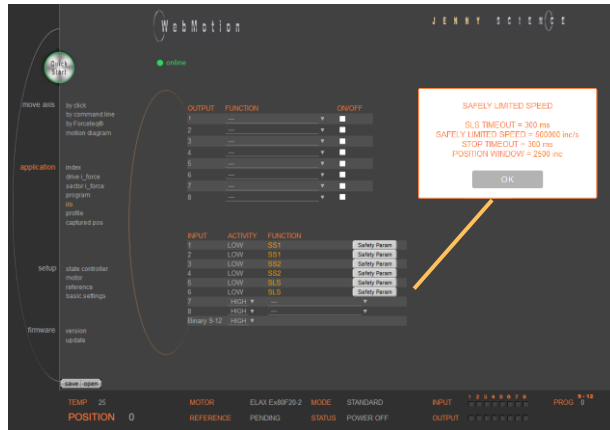 WebMotion
JENNY SCIENCE
Quick
Start
online
move axis
by click
by command line
by Forceteq®
motion diagram
application
index
drive i_force
sector i_force
program
i/o
profile
captured pos
setup
state controller
motor
reference
basic settings
firmware
version
update
save open
OUTPUT FUNCTION ON/OFF
1 ---
2 ---
3 ---
4 ---
5 ---
6 ---
7 ---
8 ---
INPUT ACTIVITY FUNCTION
1 LOW SS1 Safety Param
2 LOW SS1 Safety Param
3 LOW SS2 Safety Param
4 LOW SS2 Safety Param
5 LOW SLS Safety Param
6 LOW SLS Safety Param
7 HIGH ---
8 HIGH ---
Binary 9-12 HIGH
SAFELY LIMITED SPEED
SLS TIMEOUT = 300 ms
SAFELY LIMITED SPEED = 500000 inc/s
STOP TIMEOUT = 300 ms
POSITION WINDOW = 2500 inc
OK
TEMP 25 MOTOR ELAX Ex80F20-2 MODE STANDARD INPUT 1 2 3 4 5 6 7 8 PROG 9-12 0
POSITION 0 REFERENCE PENDING STATUS POWER OFF OUTPUT